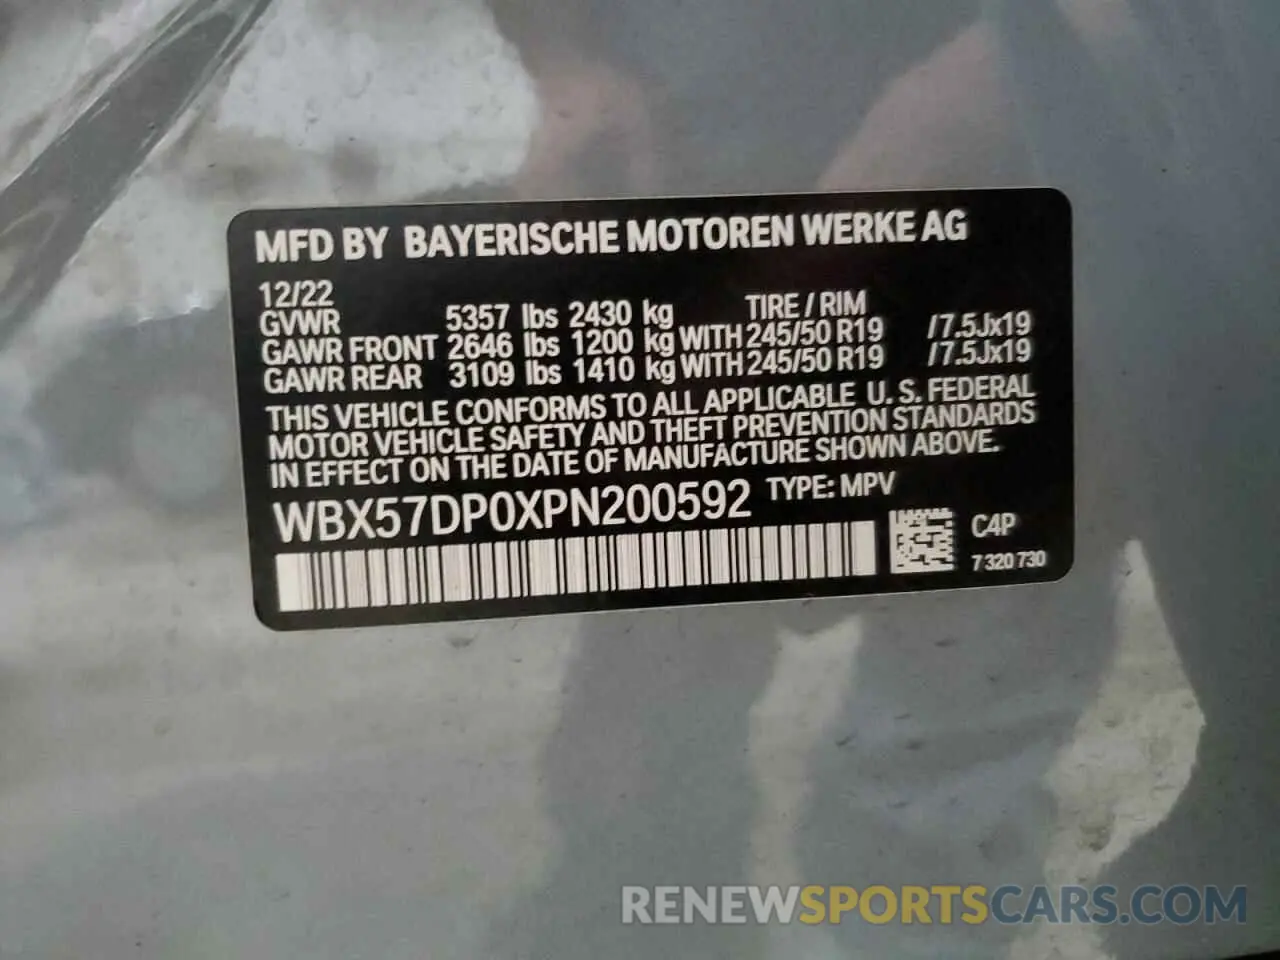 MFD BY BAYERISCHE MOTOREN WERKE AG
12/22
GVWR 5357 lbs 2430 kg TIRE / RIM
GAWR FRONT 2646 lbs 1200 kg WITH 245/50 R19 /7.5Jx19
GAWR REAR 3109 lbs 1410 kg WITH 245/50 R19 /7.5Jx19
THIS VEHICLE CONFORMS TO ALL APPLICABLE U. S. FEDERAL
MOTOR VEHICLE SAFETY AND THEFT PREVENTION STANDARDS
IN EFFECT ON THE DATE OF MANUFACTURE SHOWN ABOVE.
WBX57DP0XPN200592 TYPE: MPV
C4P
7 320 730
RENEWSPORTSCARS.COM